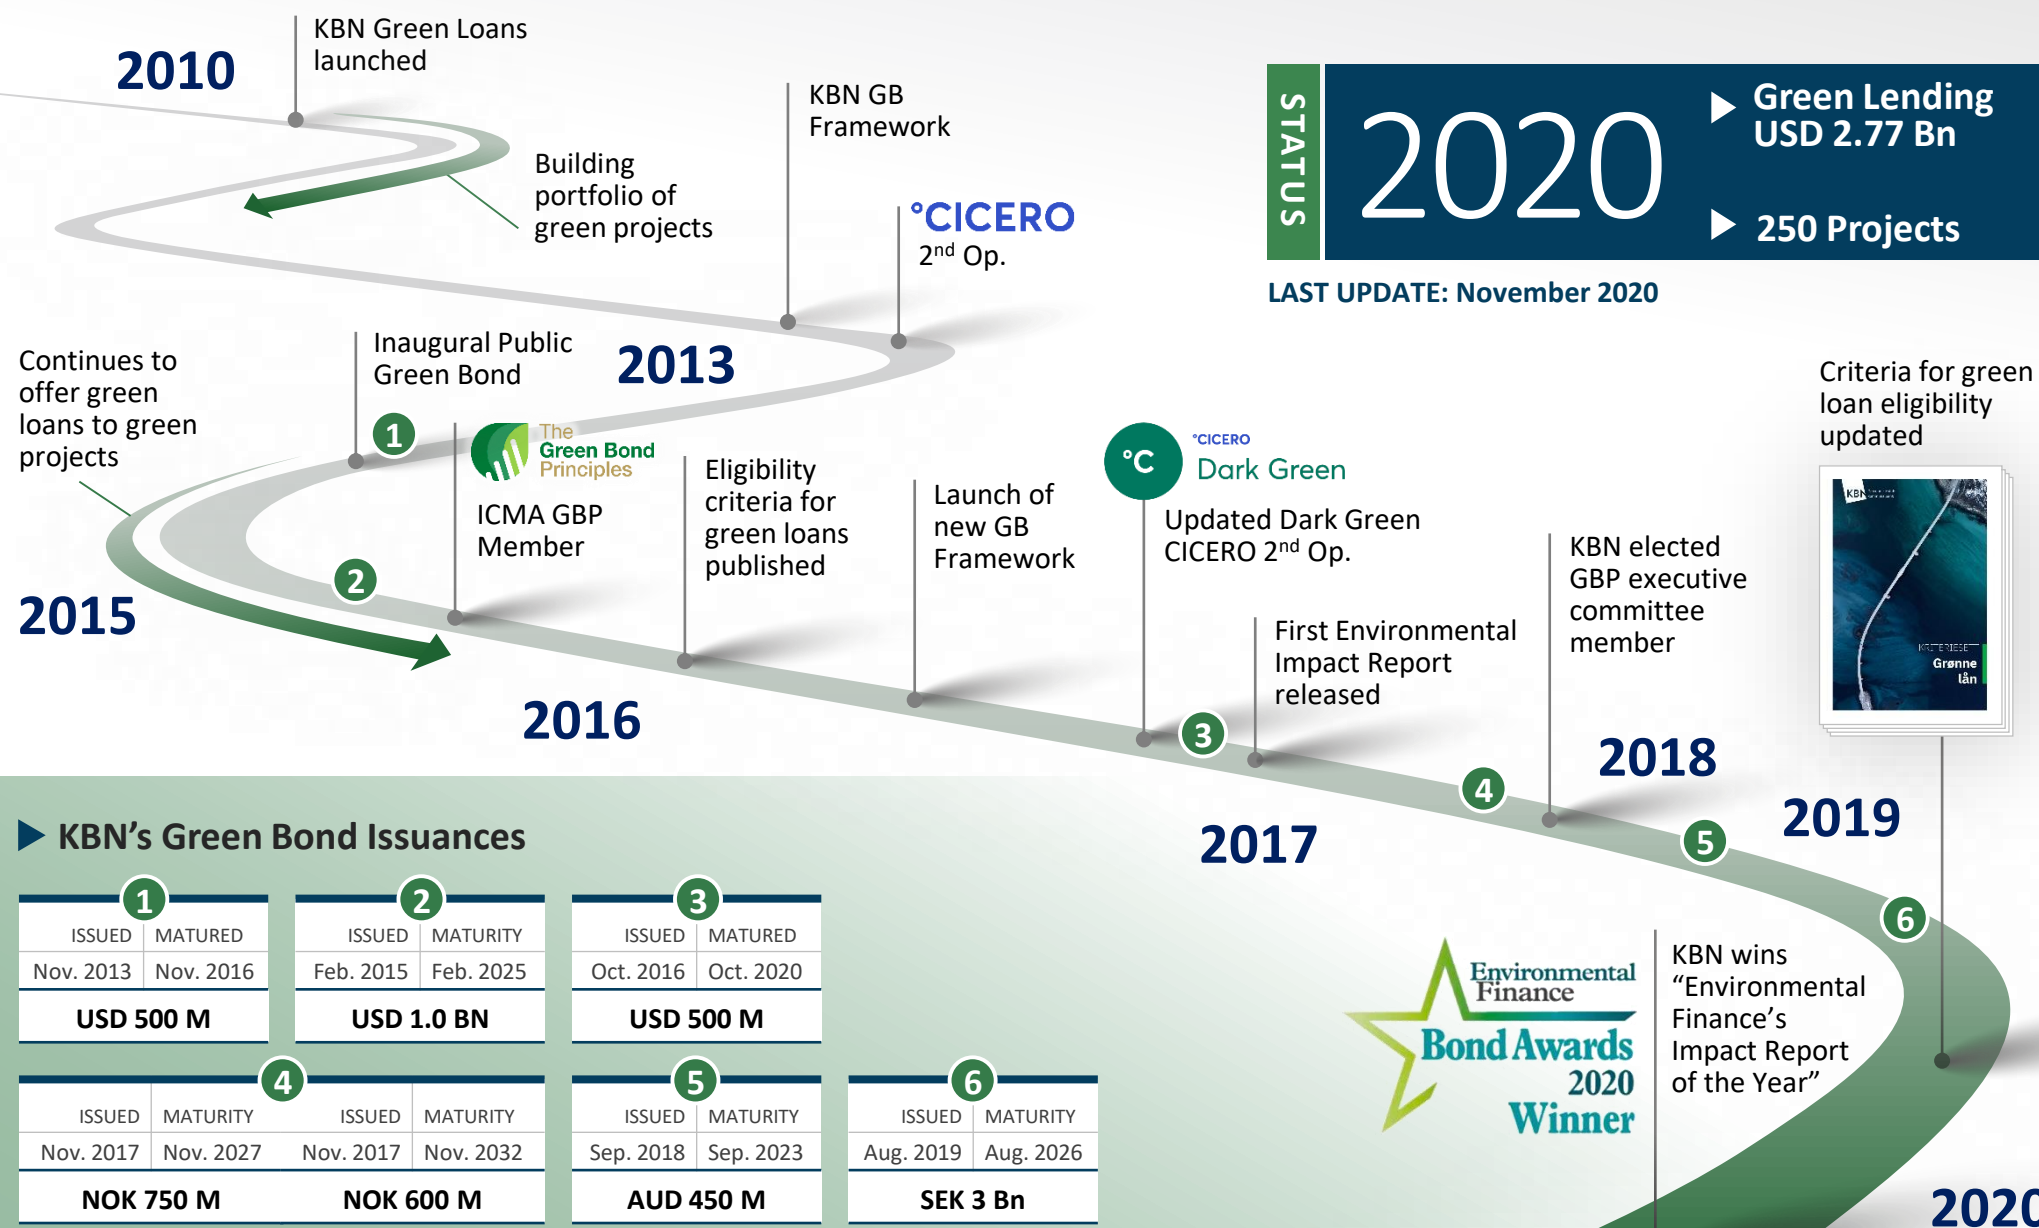 2010
KBN Green Loans
launched
Building
portfolio of
green projects
KBN GB
Framework
°CICERO
2nd Op.
STATUS
2020
Green Lending
USD 2.77 Bn
250 Projects
LAST UPDATE: November 2020
Continues to
offer green
loans to green
projects
Inaugural Public
Green Bond
2013
1
The
Green Bond
Principles
ICMA GBP
Member
2
2015
Eligibility
criteria for
green loans
published
Launch of
new GB
Framework
2016
°C
°CICERO
Dark Green
Updated Dark Green
CICERO 2nd Op.
3
First Environmental
Impact Report
released
2017
4
KBN elected
GBP executive
committee
member
2018
5
2019
Criteria for green
loan eligibility
updated
KBN
KRITERIESETT
Grønne
lån
6
Environmental
Finance
Bond Awards
2020
Winner
KBN wins
“Environmental
Finance’s
Impact Report
of the Year”
2020
KBN’s Green Bond Issuances
1
ISSUED MATURED
Nov. 2013 Nov. 2016
USD 500 M
2
ISSUED MATURITY
Feb. 2015 Feb. 2025
USD 1.0 BN
3
ISSUED MATURED
Oct. 2016 Oct. 2020
USD 500 M
4
ISSUED MATURITY ISSUED MATURITY
Nov. 2017 Nov. 2027 Nov. 2017 Nov. 2032
NOK 750 M NOK 600 M
5
ISSUED MATURITY
Sep. 2018 Sep. 2023
AUD 450 M
6
ISSUED MATURITY
Aug. 2019 Aug. 2026
SEK 3 Bn